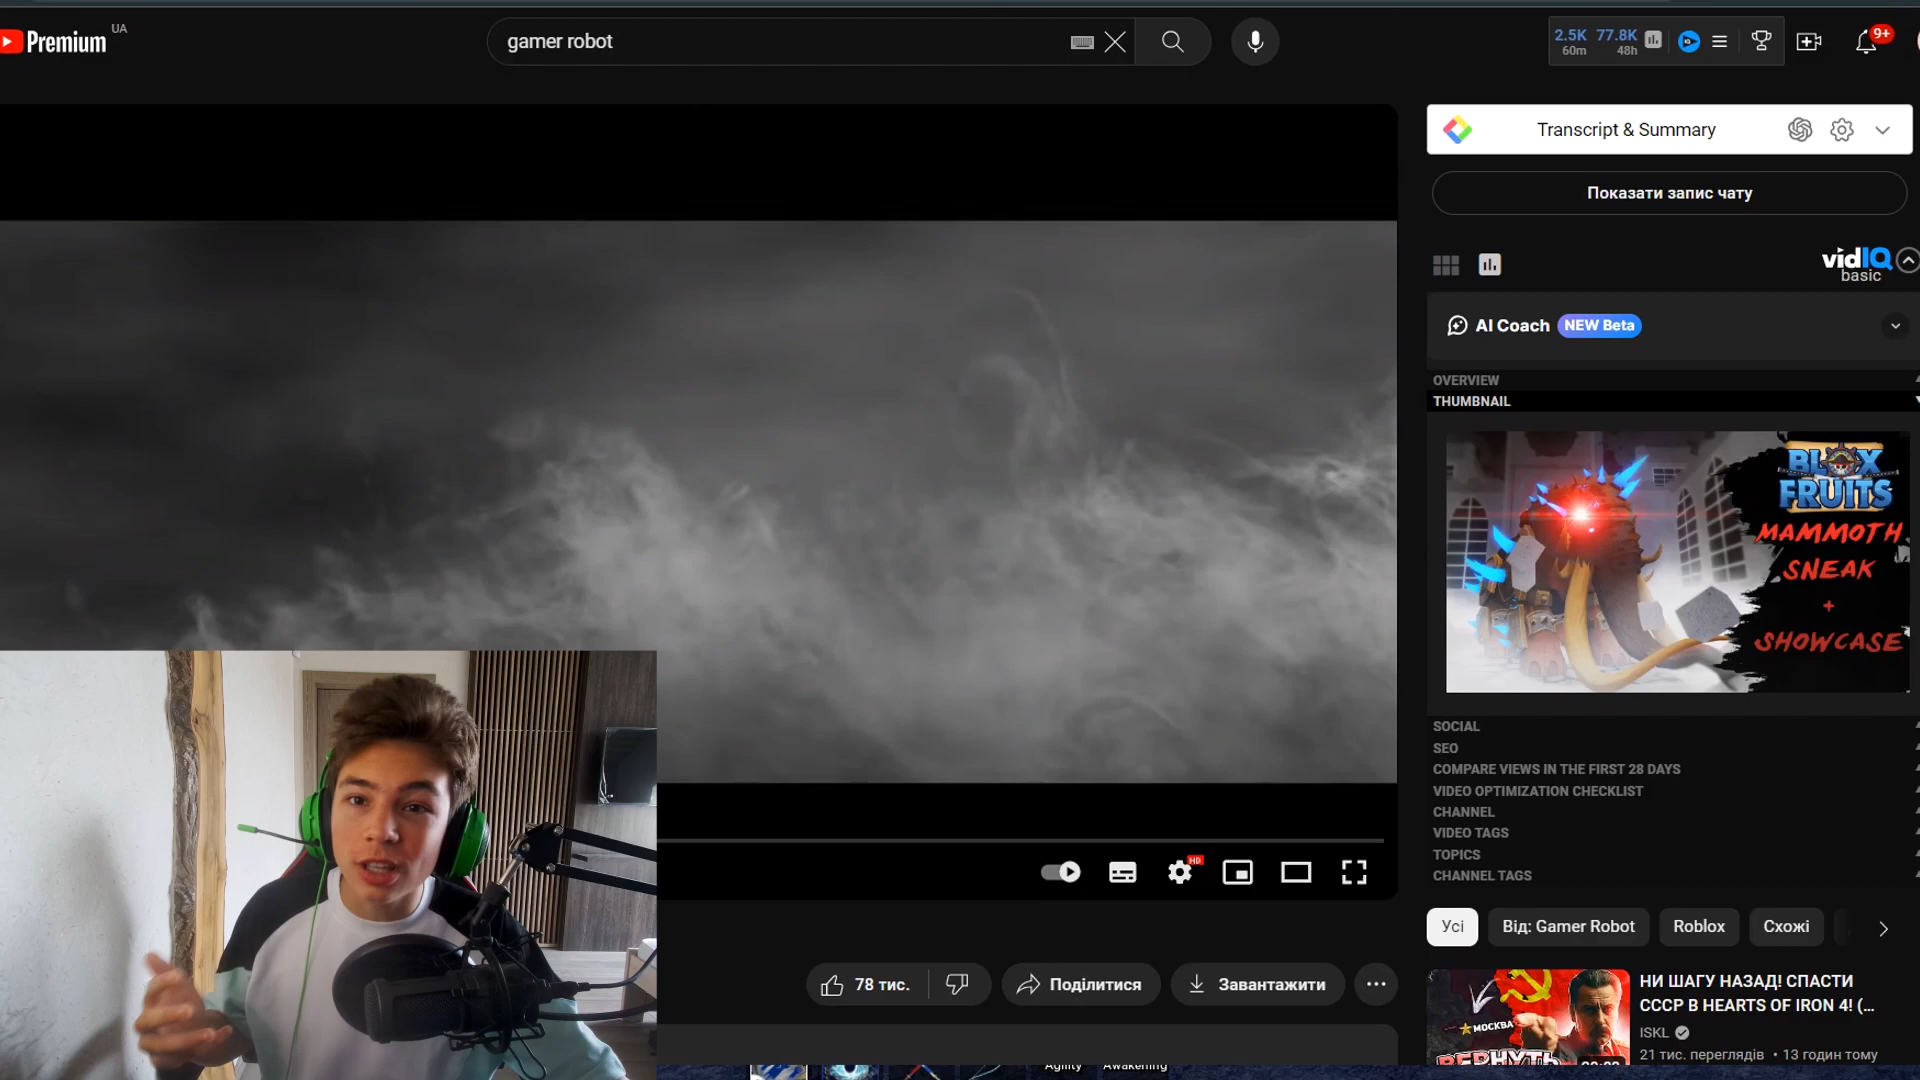 Premium UA
gamer robot
2.5K 77.8K
60m 48h
9+
Transcript & Summary
Показати запис чату
vidIQ
basic
AI Coach NEW Beta
OVERVIEW
THUMBNAIL
BLOX
FRUITS
MAMMOTH
SNEAK
+
SHOWCASE
SOCIAL
SEO
COMPARE VIEWS IN THE FIRST 28 DAYS
VIDEO OPTIMIZATION CHECKLIST
CHANNEL
VIDEO TAGS
TOPICS
CHANNEL TAGS
HD
Усі Від: Gamer Robot Roblox Схожі
78 тис. Поділитися Завантажити
НИ ШАГУ НАЗАД! СПАСТИ
СССР В HEARTS OF IRON 4! (...
ISKL
21 тис. переглядів • 13 годин тому
МОСКВА
ВЕРНУТЬ
Agility Awakening